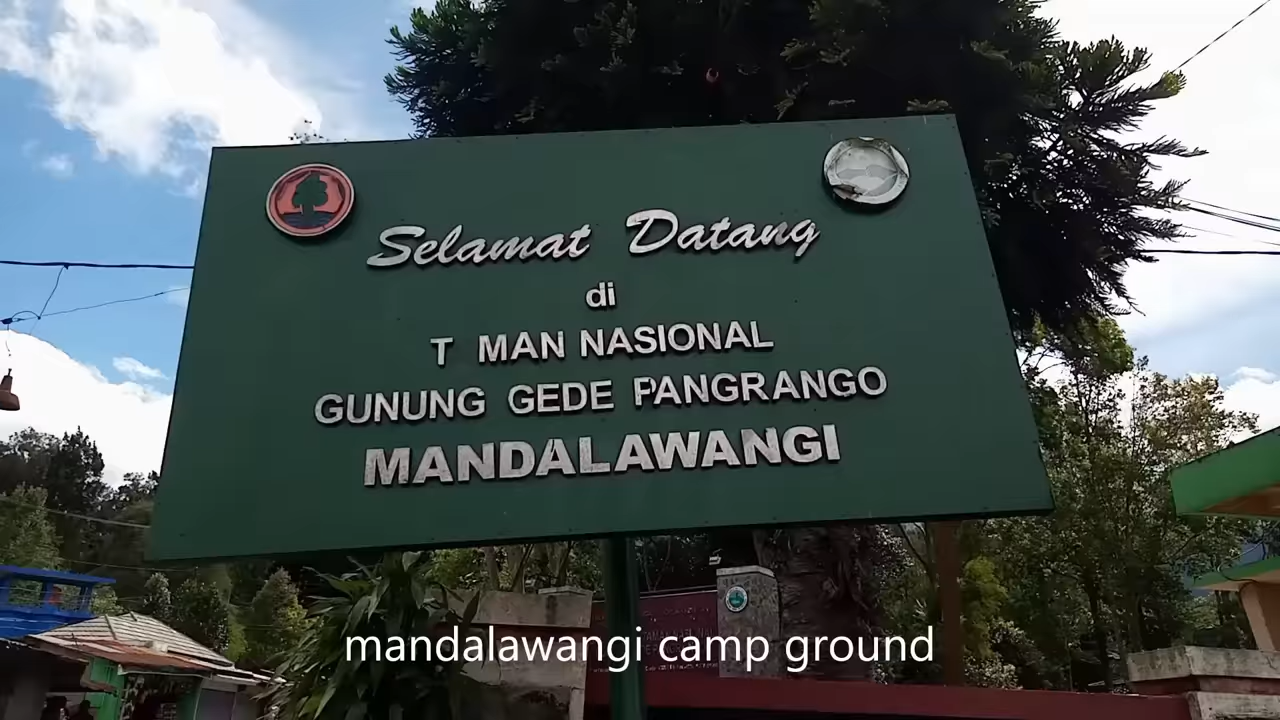 Selamat Datang
di
T MAN NASIONAL
GUNUNG GEDE PANGRANGO
MANDALAWANGI
mandalawangi camp ground